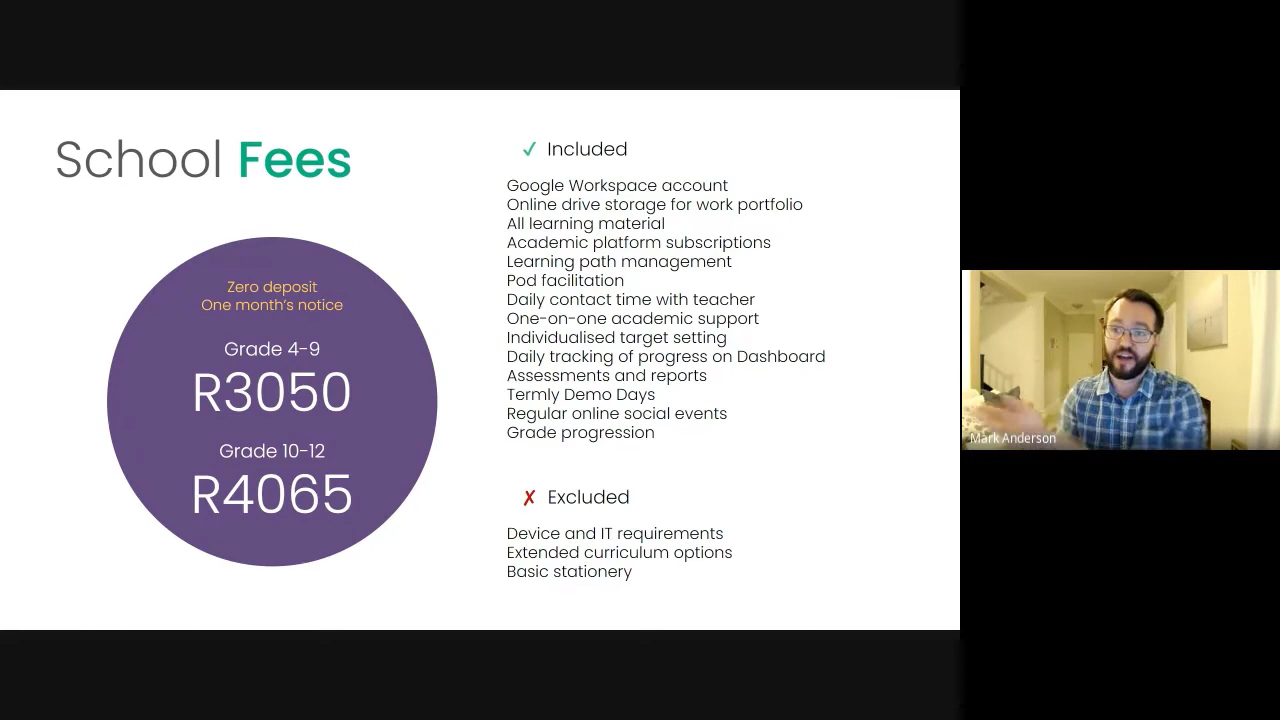 School Fees
Zero deposit
One month's notice
Grade 4-9
R3050
Grade 10-12
R4065
✓ Included
Google Workspace account
Online drive storage for work portfolio
All learning material
Academic platform subscriptions
Learning path management
Pod facilitation
Daily contact time with teacher
One-on-one academic support
Individualised target setting
Daily tracking of progress on Dashboard
Assessments and reports
Termly Demo Days
Regular online social events
Grade progression
✗ Excluded
Device and IT requirements
Extended curriculum options
Basic stationery
Mark Anderson